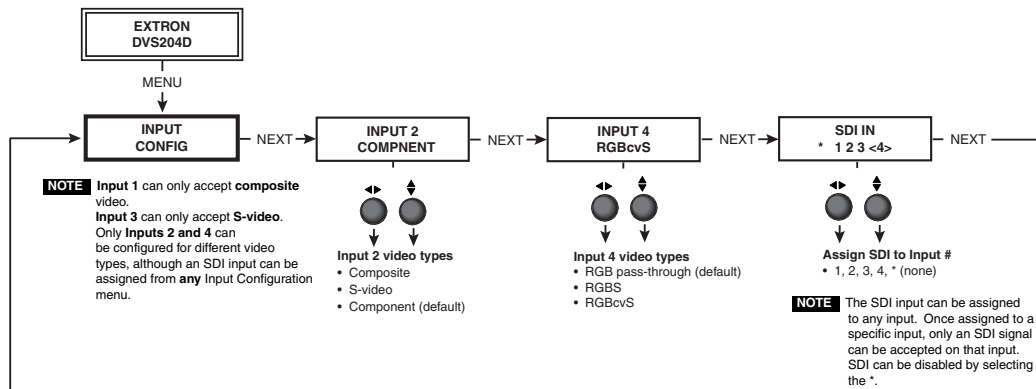 EXTRON
DVS204D
MENU
INPUT
CONFIG
NEXT
INPUT 2
COMPNENT
NEXT
INPUT 4
RGBcvS
NEXT
SDI IN
* 1 2 3 <4>
NEXT
NOTE Input 1 can only accept composite
video.
Input 3 can only accept S-video.
Only Inputs 2 and 4 can
be configured for different video
types, although an SDI input can be
assigned from any Input Configuration
menu.
Input 2 video types
• Composite
• S-video
• Component (default)
Input 4 video types
• RGB pass-through (default)
• RGBS
• RGBcvS
Assign SDI to Input #
• 1, 2, 3, 4, * (none)
NOTE The SDI input can be assigned
to any input. Once assigned to a
specific input, only an SDI signal
can be accepted on that input.
SDI can be disabled by selecting
the *.